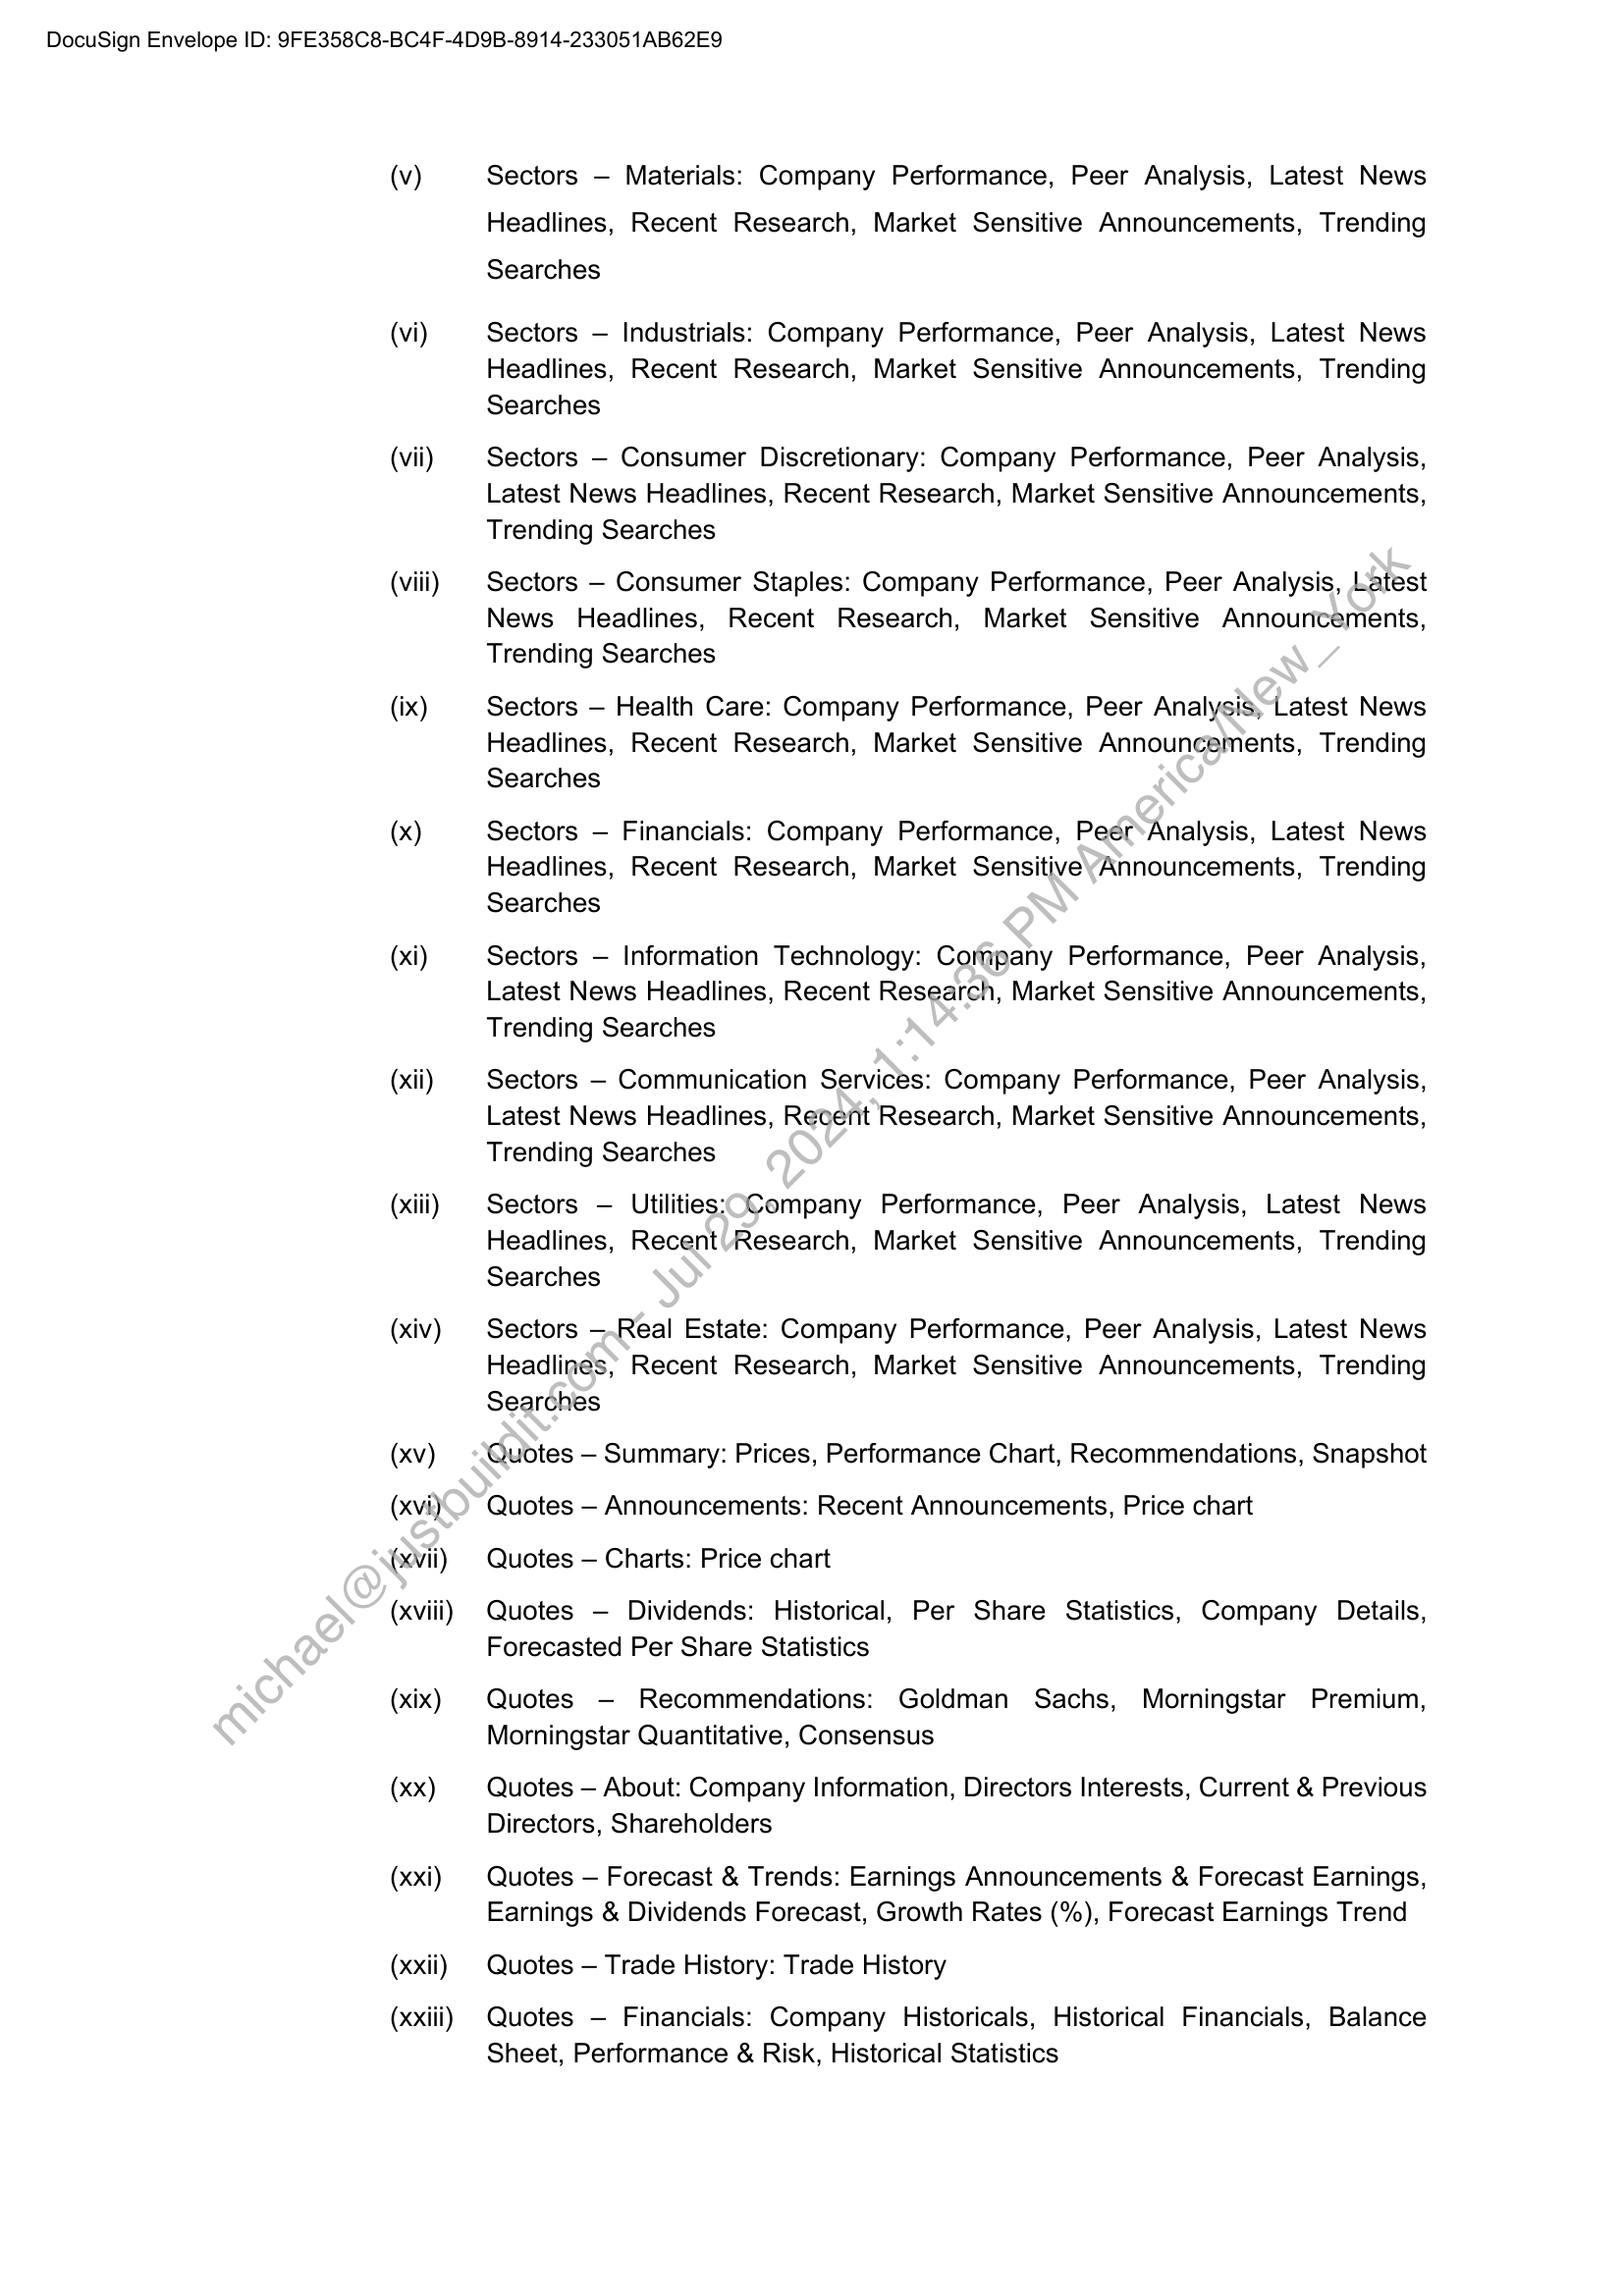 DocuSign Envelope ID: 9FE358C8-BC4F-4D9B-8914-233051AB62E9
(v) Sectors – Materials: Company Performance, Peer Analysis, Latest News
Headlines, Recent Research, Market Sensitive Announcements, Trending
Searches
(vi) Sectors – Industrials: Company Performance, Peer Analysis, Latest News
Headlines, Recent Research, Market Sensitive Announcements, Trending
Searches
(vii) Sectors – Consumer Discretionary: Company Performance, Peer Analysis,
Latest News Headlines, Recent Research, Market Sensitive Announcements,
Trending Searches
(viii) Sectors – Consumer Staples: Company Performance, Peer Analysis, Latest
News Headlines, Recent Research, Market Sensitive Announcements,
Trending Searches
(ix) Sectors – Health Care: Company Performance, Peer Analysis, Latest News
Headlines, Recent Research, Market Sensitive Announcements, Trending
Searches
(x) Sectors – Financials: Company Performance, Peer Analysis, Latest News
Headlines, Recent Research, Market Sensitive Announcements, Trending
Searches
(xi) Sectors – Information Technology: Company Performance, Peer Analysis,
Latest News Headlines, Recent Research, Market Sensitive Announcements,
Trending Searches
(xii) Sectors – Communication Services: Company Performance, Peer Analysis,
Latest News Headlines, Recent Research, Market Sensitive Announcements,
Trending Searches
(xiii) Sectors – Utilities: Company Performance, Peer Analysis, Latest News
Headlines, Recent Research, Market Sensitive Announcements, Trending
Searches
(xiv) Sectors – Real Estate: Company Performance, Peer Analysis, Latest News
Headlines, Recent Research, Market Sensitive Announcements, Trending
Searches
(xv) Quotes – Summary: Prices, Performance Chart, Recommendations, Snapshot
(xvi) Quotes – Announcements: Recent Announcements, Price chart
(xvii) Quotes – Charts: Price chart
(xviii) Quotes – Dividends: Historical, Per Share Statistics, Company Details,
Forecasted Per Share Statistics
(xix) Quotes – Recommendations: Goldman Sachs, Morningstar Premium,
Morningstar Quantitative, Consensus
(xx) Quotes – About: Company Information, Directors Interests, Current & Previous
Directors, Shareholders
(xxi) Quotes – Forecast & Trends: Earnings Announcements & Forecast Earnings,
Earnings & Dividends Forecast, Growth Rates (%), Forecast Earnings Trend
(xxii) Quotes – Trade History: Trade History
(xxiii) Quotes – Financials: Company Historicals, Historical Financials, Balance
Sheet, Performance & Risk, Historical Statistics
michael@justbuildit.com - Jul 29, 2024, 1:14:36 PM America/New_York